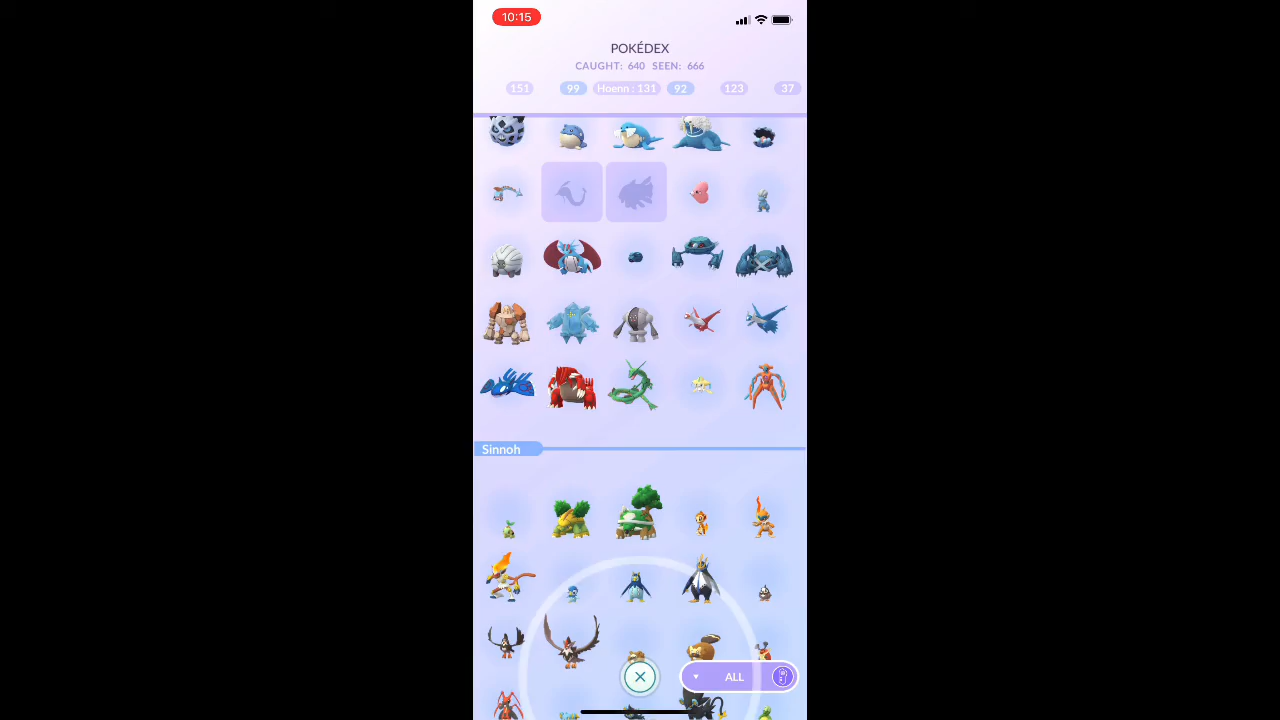 10:15
POKÉDEX
CAUGHT: 640 SEEN: 666
151 99 Hoenn : 131 92 123 37
Sinnoh
ALL